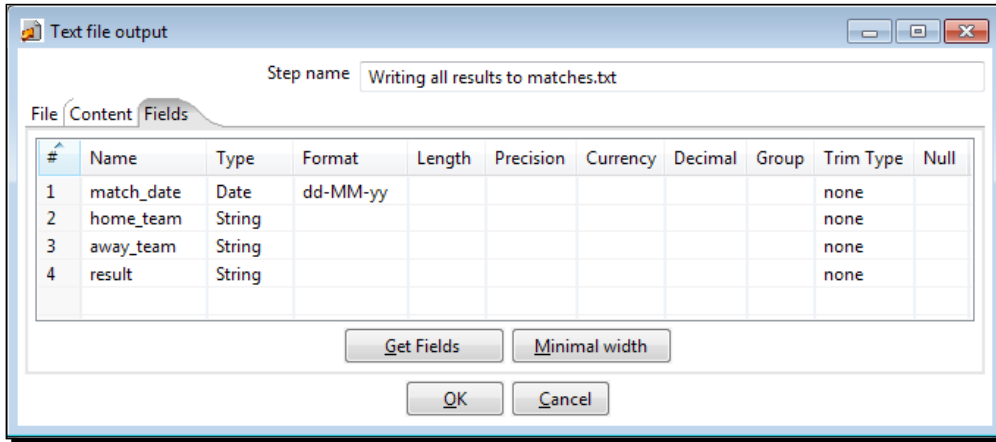 Text file output
Step name Writing all results to matches.txt
File Content Fields
# Name Type Format Length Precision Currency Decimal Group Trim Type Null
1 match_date Date dd-MM-yy none
2 home_team String none
3 away_team String none
4 result String none
Get Fields Minimal width
OK Cancel